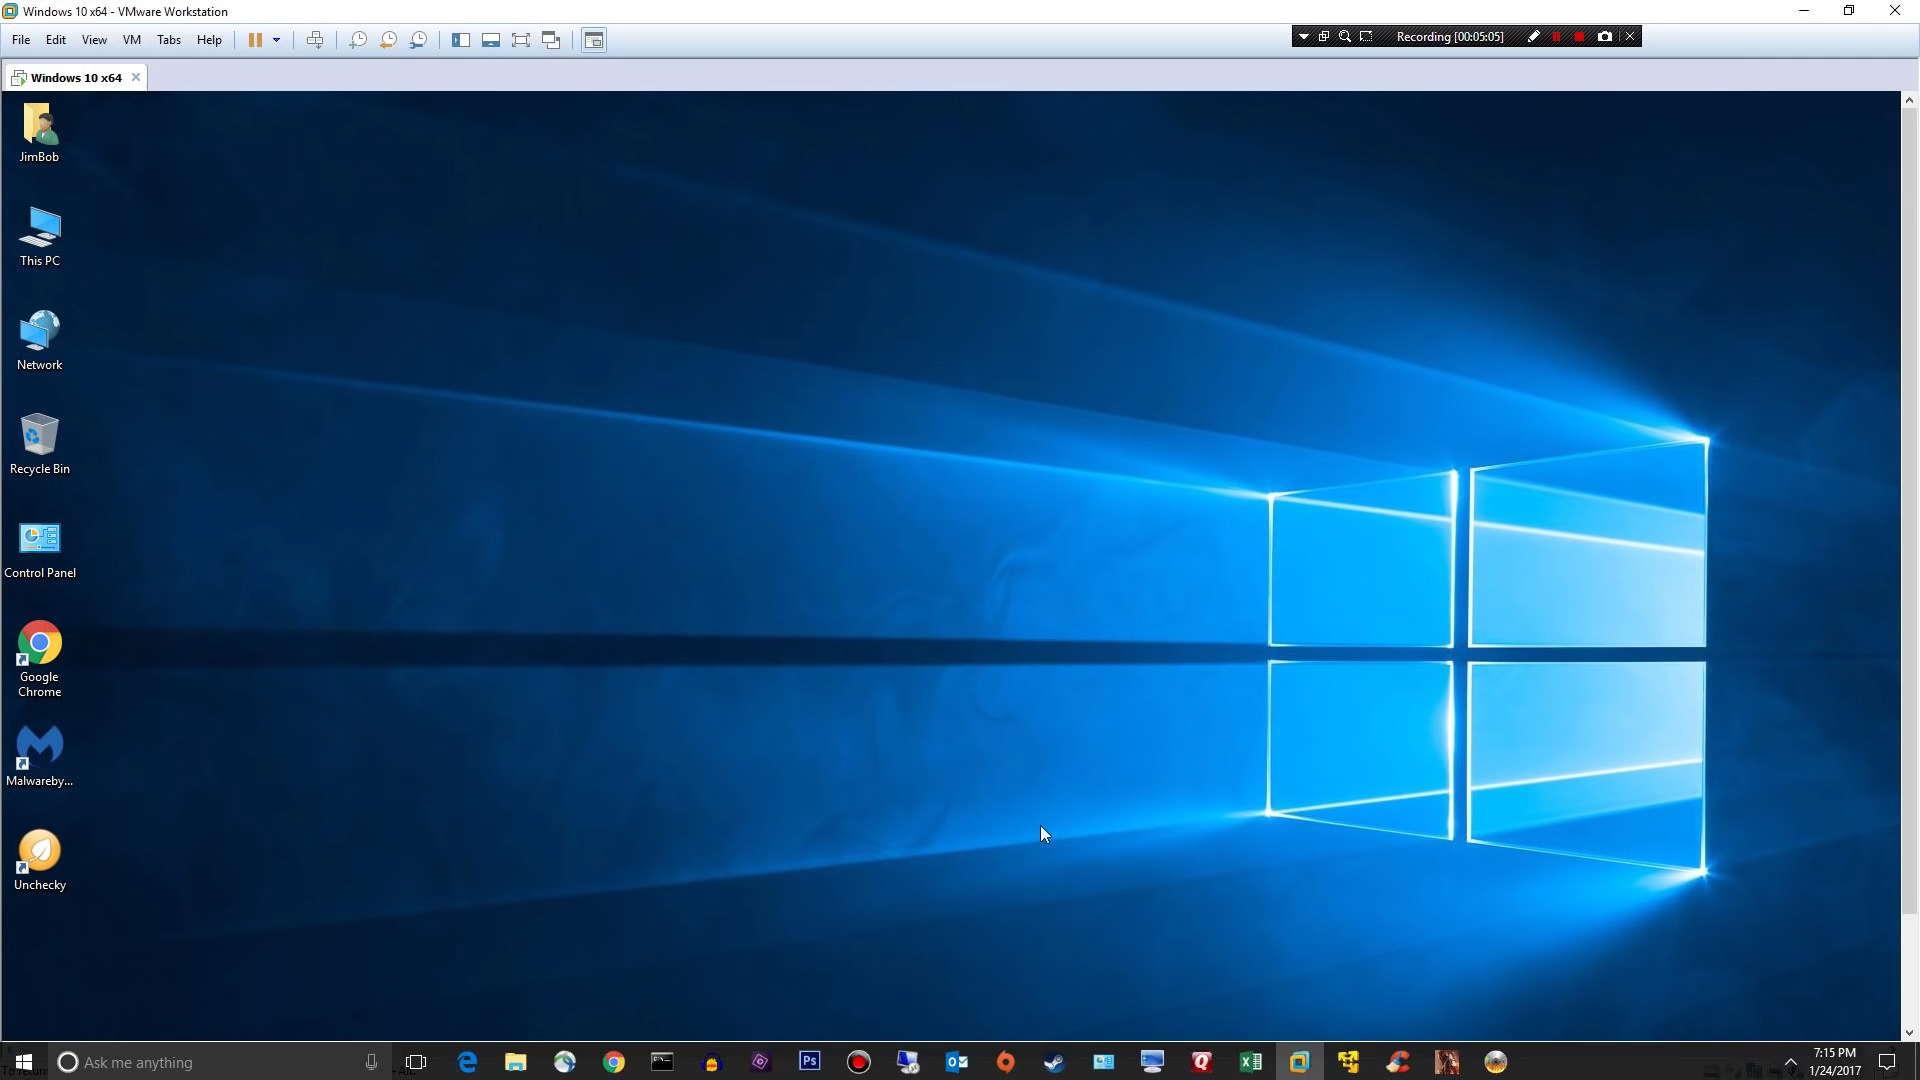 Windows 10 x64 - VMware Workstation
File Edit View VM Tabs Help
Recording [00:05:05]
Windows 10 x64
JimBob
This PC
Network
Recycle Bin
Control Panel
Google
Chrome
Malwareby...
Unchecky
Ask me anything
Ps
7:15 PM
1/24/2017